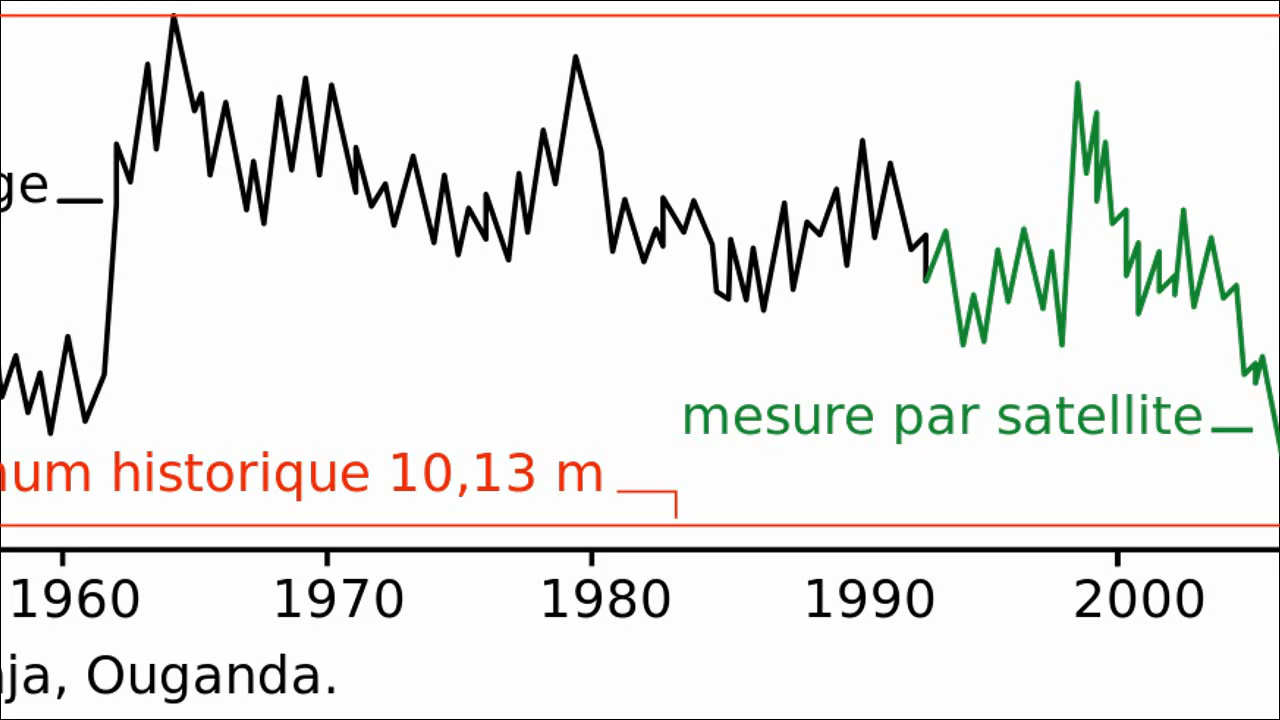 ge
mesure par satellite
num historique 10,13 m
1960 1970 1980 1990 2000
ja, Ouganda.